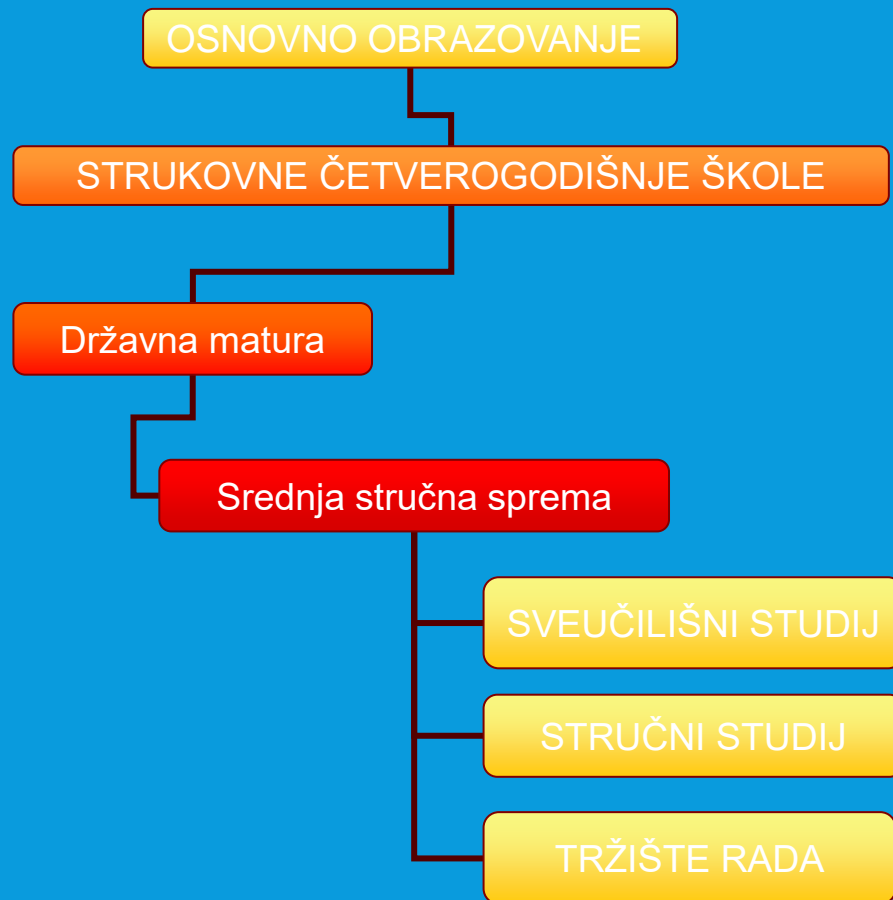 OSNOVNO OBRAZOVANJE
STRUKOVNE ČETVEROGODIŠNJE ŠKOLE
Državna matura
Srednja stručna sprema
SVEUČILIŠNI STUDIJ
STRUČNI STUDIJ
TRŽIŠTE RADA